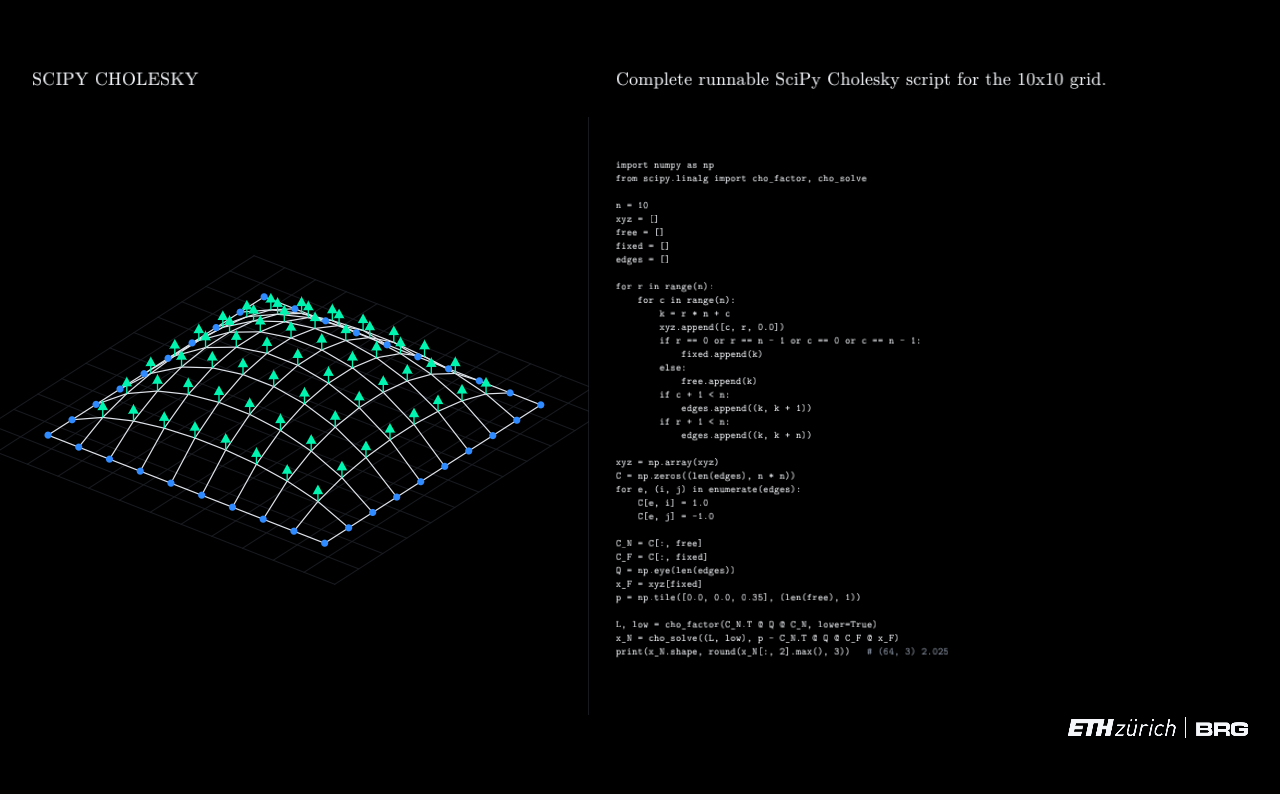 SCIPY CHOLESKY
Complete runnable SciPy Cholesky script for the 10x10 grid.
import numpy as np
from scipy.linalg import cho_factor, cho_solve
n = 10
xyz = []
free = []
fixed = []
edges = []
for r in range(n):
    for c in range(n):
        k = r * n + c
        xyz.append([c, r, 0.0])
        if r == 0 or r == n - 1 or c == 0 or c == n - 1:
            fixed.append(k)
        else:
            free.append(k)
        if c + 1 < n:
            edges.append((k, k + 1))
        if r + 1 < n:
            edges.append((k, k + n))
xyz = np.array(xyz)
C = np.zeros((len(edges), n * n))
for e, (i, j) in enumerate(edges):
    C[e, i] = 1.0
    C[e, j] = -1.0
C_N = C[:, free]
C_F = C[:, fixed]
Q = np.eye(len(edges))
x_F = xyz[fixed]
p = np.tile([0.0, 0.0, 0.35], (len(free), 1))
L, low = cho_factor(C_N.T @ Q @ C_N, lower=True)
x_N = cho_solve((L, low), p - C_N.T @ Q @ C_F @ x_F)
print(x_N.shape, round(x_N[:, 2].max(), 3))   # (64, 3) 2.025
ETH zürich | BRG